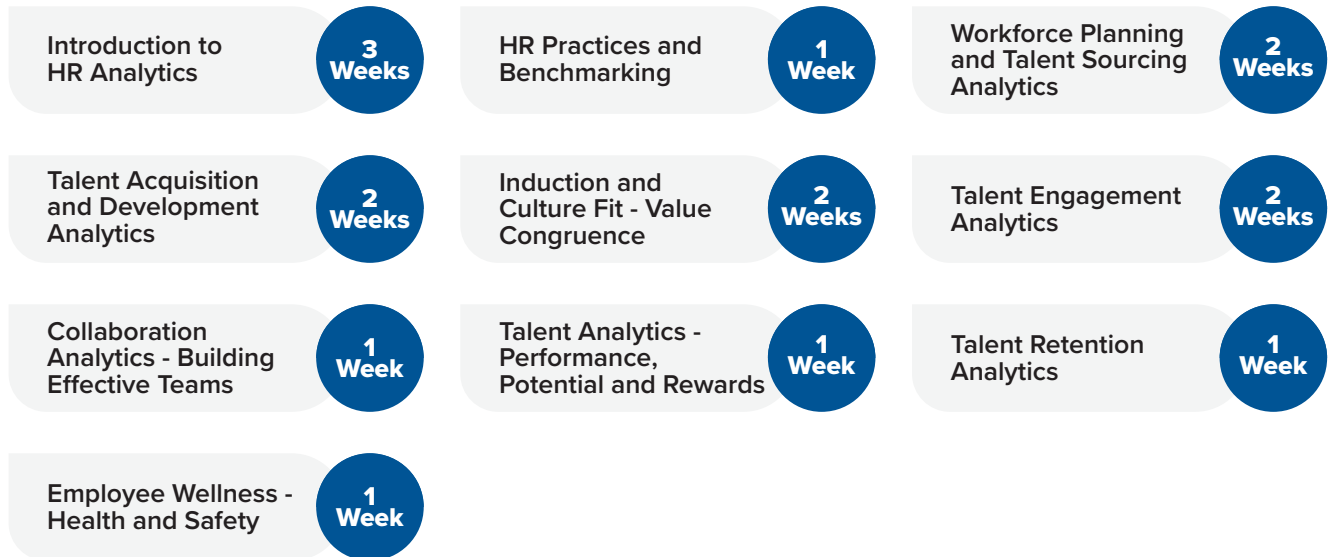 Introduction to
HR Analytics
3
Weeks
HR Practices and
Benchmarking
1
Week
Workforce Planning
and Talent Sourcing
Analytics
2
Weeks
Talent Acquisition
and Development
Analytics
2
Weeks
Induction and
Culture Fit - Value
Congruence
2
Weeks
Talent Engagement
Analytics
2
Weeks
Collaboration
Analytics - Building
Effective Teams
1
Week
Talent Analytics -
Performance,
Potential and Rewards
1
Week
Talent Retention
Analytics
1
Week
Employee Wellness -
Health and Safety
1
Week